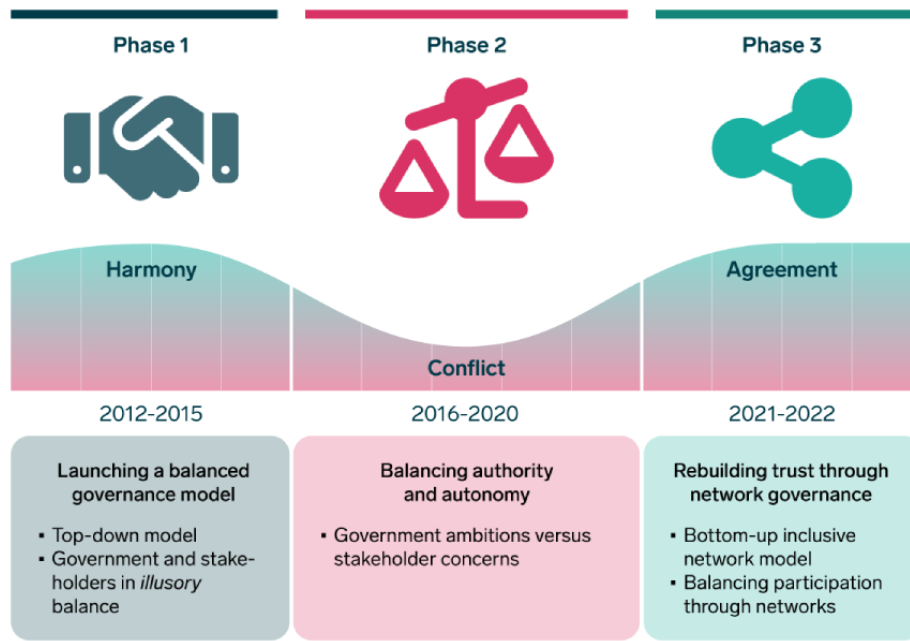 Phase 1
Phase 2
Phase 3
Harmony
Conflict
Agreement
2012-2015
2016-2020
2021-2022
Launching a balanced
governance model
▪ Top-down model
▪ Government and stake-
holders in illusory
balance
Balancing authority
and autonomy
▪ Government ambitions versus
stakeholder concerns
Rebuilding trust through
network governance
▪ Bottom-up inclusive
network model
▪ Balancing participation
through networks